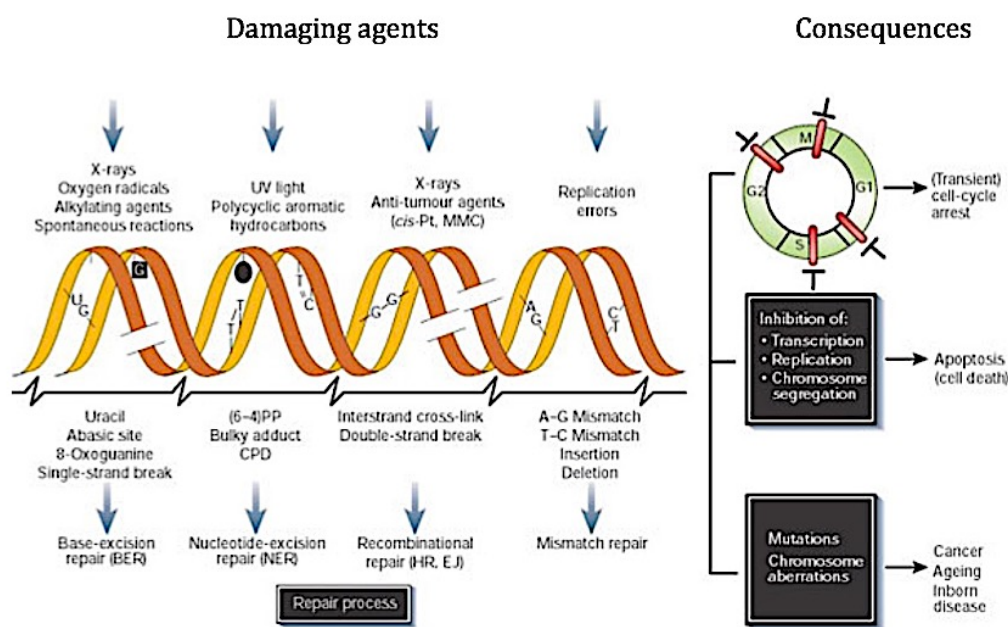 Damaging agents
Consequences
X-rays
Oxygen radicals
Alkylating agents
Spontaneous reactions
UV light
Polycyclic aromatic
hydrocarbons
X-rays
Anti-tumour agents
(cis-Pt, MMC)
Replication
errors
G
U
G
T
T
T
C
G
G
A
G
C
T
Uracil
Abasic site
8-Oxoguanine
Single-strand break
(6–4)PP
Bulky adduct
CPD
Interstrand cross-link
Double-strand break
A–G Mismatch
T–C Mismatch
Insertion
Deletion
Base-excision
repair (BER)
Nucleotide-excision
repair (NER)
Recombinational
repair (HR, EJ)
Mismatch repair
Repair process
M
G1
S
G2
(Transient)
cell-cycle
arrest
Inhibition of:
• Transcription
• Replication
• Chromosome
segregation
Apoptosis
(cell death)
Mutations
Chromosome
aberrations
Cancer
Ageing
Inborn
disease